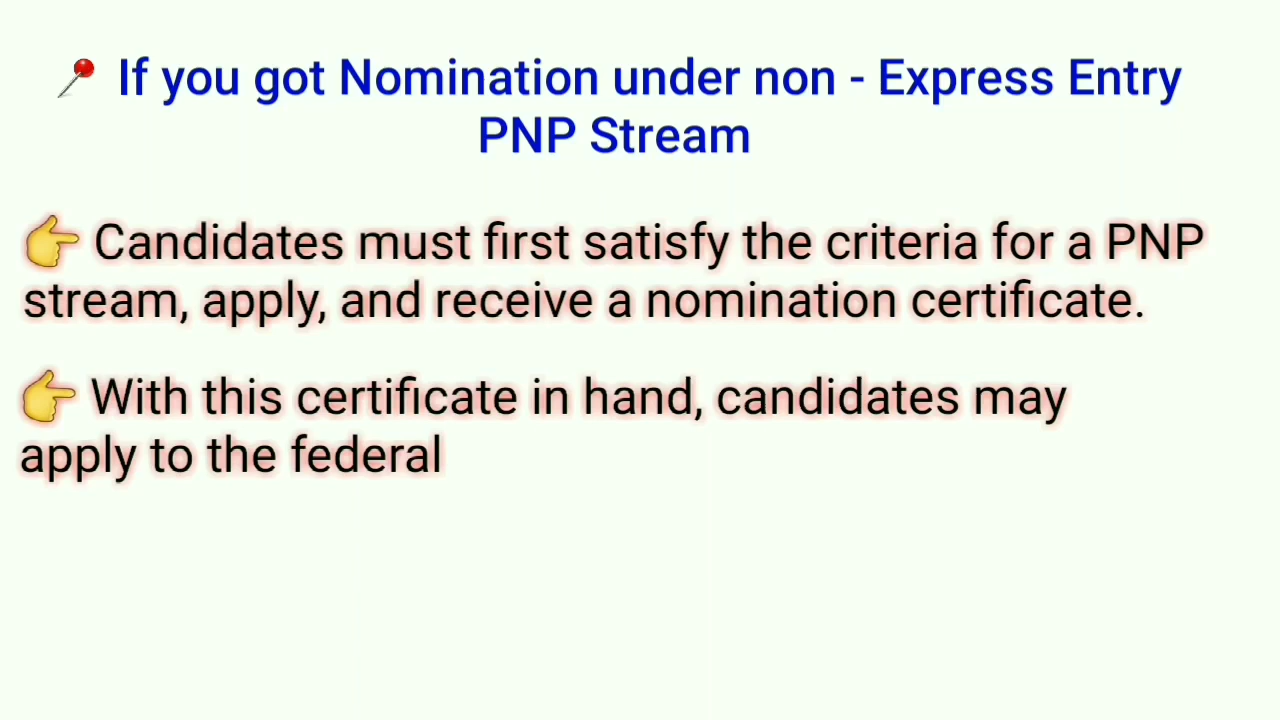 📍 If you got Nomination under non - Express Entry
PNP Stream
👉 Candidates must first satisfy the criteria for a PNP
stream, apply, and receive a nomination certificate.
👉 With this certificate in hand, candidates may
apply to the federal